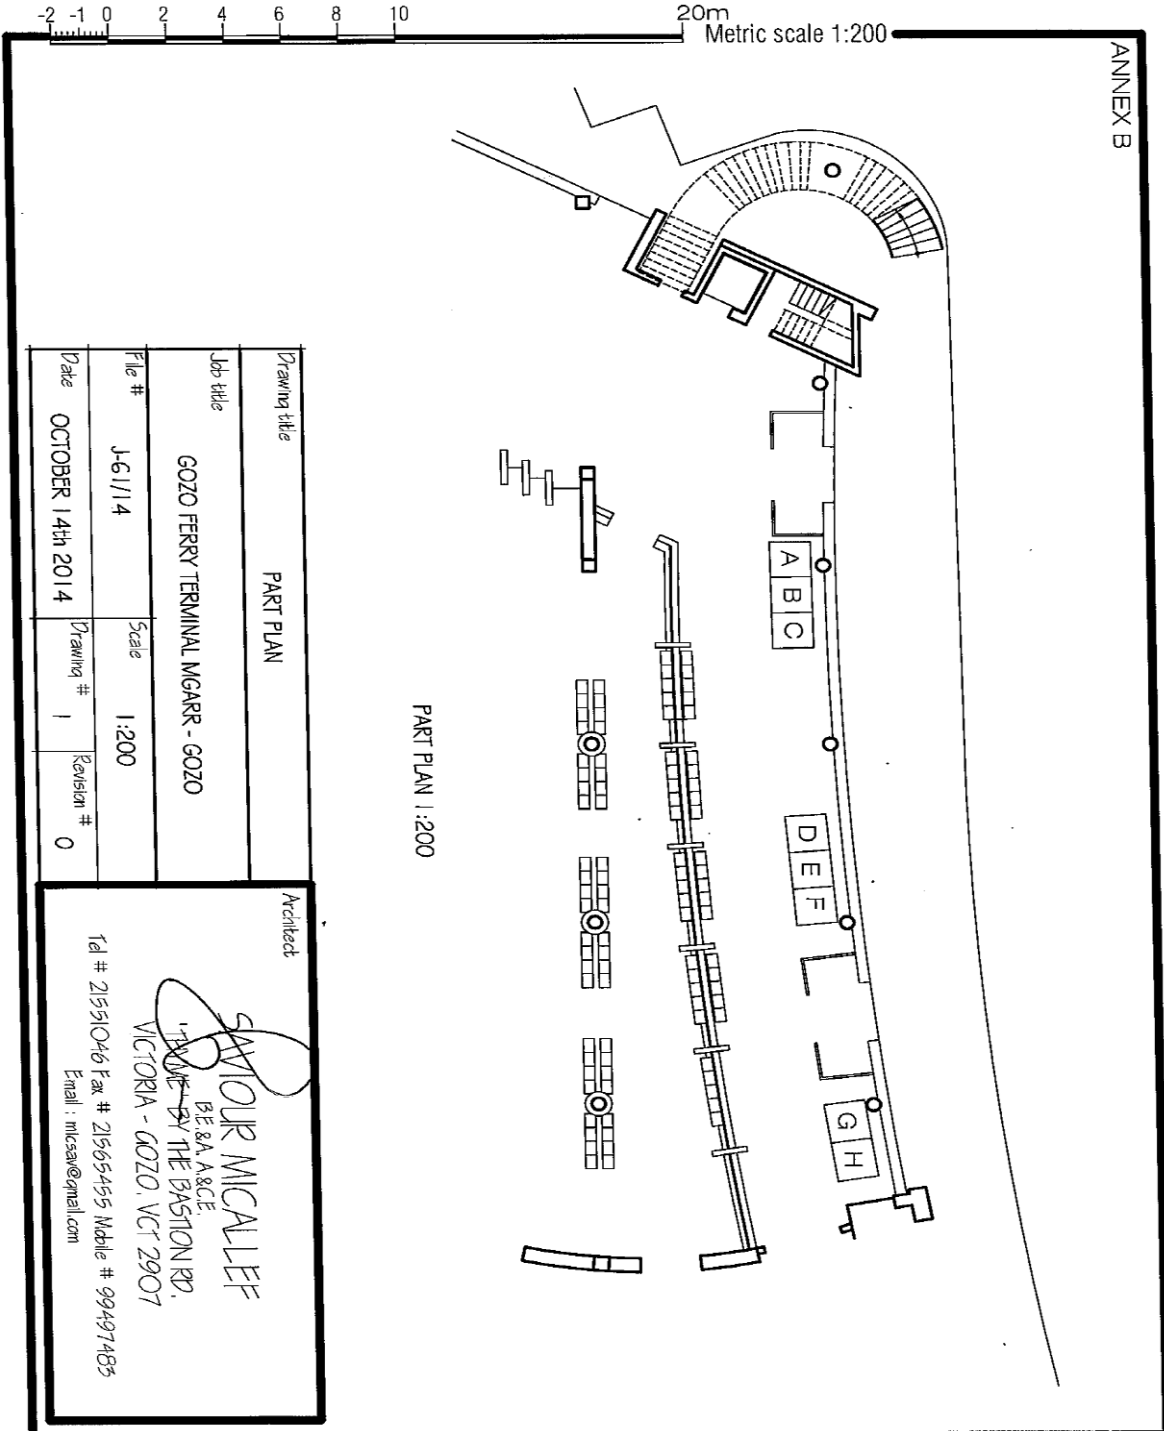 -2 -1 0 2 4 6 8 10 20m
Metric scale 1:200
ANNEX B
A B C
D E F
G H
PART PLAN 1:200
Drawing title
PART PLAN
Job title
GOZO FERRY TERMINAL MGARR - GOZO
File #
J-61/14
Scale
1:200
Date
OCTOBER 14th 2014
Drawing #
1
Revision #
0
Architect
SAVIOUR MICALLEF
B.E.&A. A.&C.E.
BY THE BASTION RD.
VICTORIA - GOZO. VCT 2907
Tel # 21551046 Fax # 21565455 Mobile # 99497483
Email : micsav@gmail.com